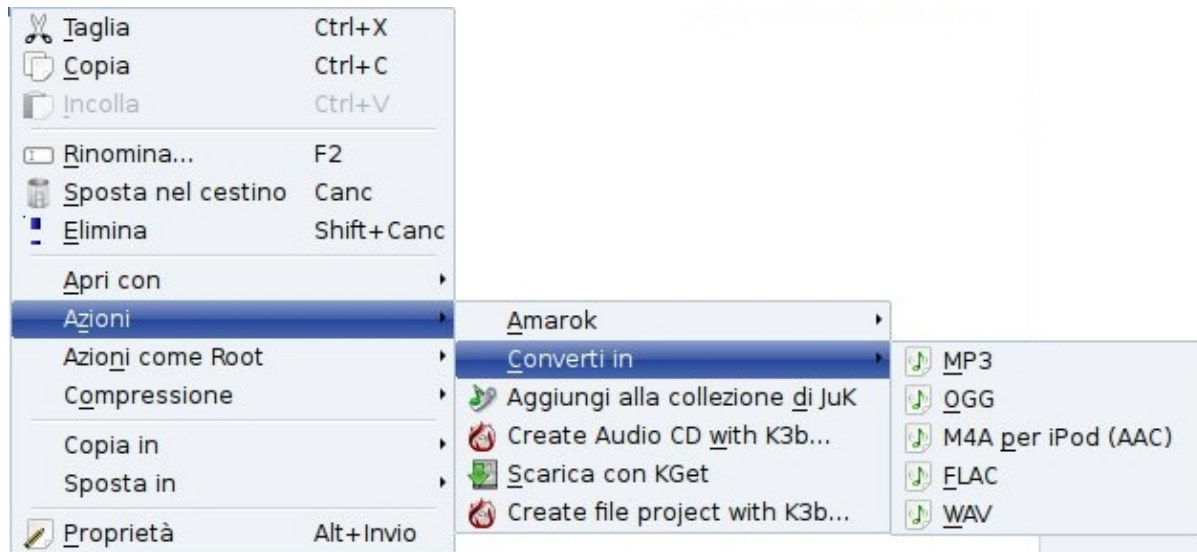 Taglia Ctrl+X
Copia Ctrl+C
Incolla Ctrl+V
Rinomina... F2
Sposta nel cestino Canc
Elimina Shift+Canc
Apri con
Azioni
Azioni come Root
Compressione
Copia in
Sposta in
Proprietà Alt+Invio
Amarok
Converti in
Aggiungi alla collezione di JuK
Create Audio CD with K3b...
Scarica con KGet
Create file project with K3b...
MP3
OGG
M4A per iPod (AAC)
FLAC
WAV